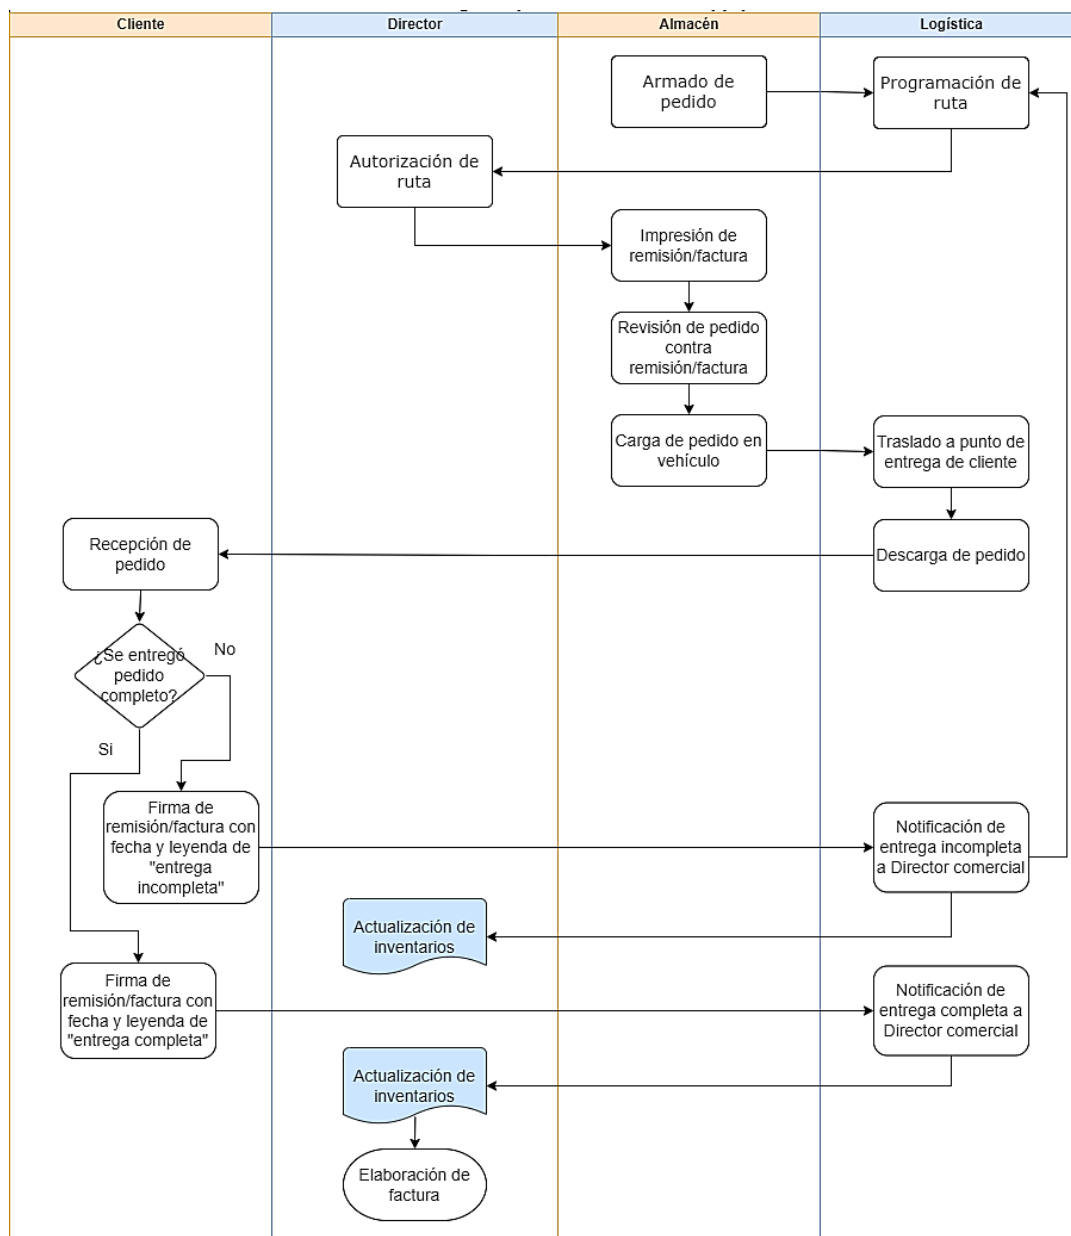 Cliente
Director
Almacén
Logística
Armado de
pedido
Programación de
ruta
Autorización de
ruta
Impresión de
remisión/factura
Revisión de pedido
contra
remisión/factura
Carga de pedido en
vehículo
Traslado a punto de
entrega de cliente
Recepción de
pedido
Descarga de pedido
¿Se entregó
pedido
completo?
No
Si
Firma de
remisión/factura con
fecha y leyenda de
"entrega
incompleta"
Notificación de
entrega incompleta
a Director comercial
Actualización de
inventarios
Firma de
remisión/factura con
fecha y leyenda de
"entrega completa"
Notificación de
entrega completa a
Director comercial
Actualización de
inventarios
Elaboración de
factura